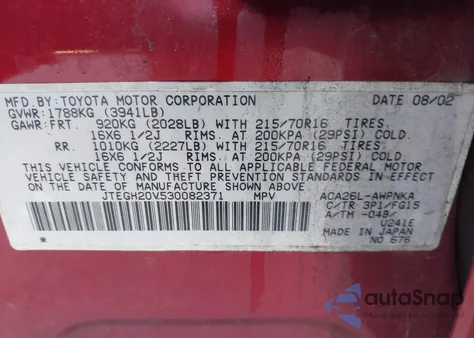 MFD.BY:TOYOTA MOTOR CORPORATION DATE 08/02
GVWR:1788KG (3941LB)
GAWR:FRT. 920KG (2028LB) WITH 215/70R16 TIRES.
16X6 1/2J RIMS. AT 200KPA (29PSI) COLD.
RR. 1010KG (2227LB) WITH 215/70R16 TIRES.
16X6 1/2J RIMS. AT 200KPA (29PSI) COLD.
THIS VEHICLE CONFORMS TO ALL APPLICABLE FEDERAL MOTOR
VEHICLE SAFETY AND THEFT PREVENTION STANDARDS IN EFFECT
ON THE DATE OF MANUFACTURE SHOWN ABOVE.
JTEGH20V530082371 MPV ACA26L-AWPNKA
C/TR 3P1/FG15
A/TM -04B/
U241E
MADE IN JAPAN
NO 676
autoSnap